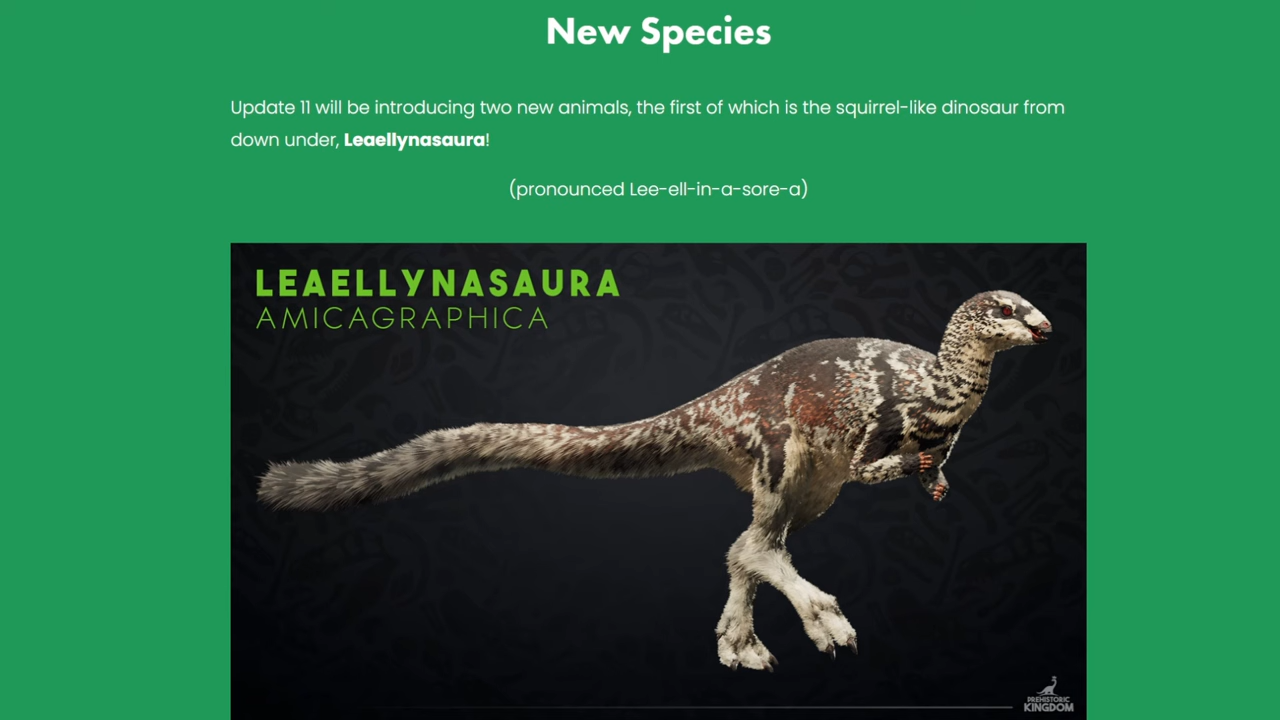 New Species
Update 11 will be introducing two new animals, the first of which is the squirrel-like dinosaur from
down under, Leaellynasaura!
(pronounced Lee-ell-in-a-sore-a)
LEAELLYNASAURA
AMICAGRAPHICA
PREHISTORIC
KINGDOM